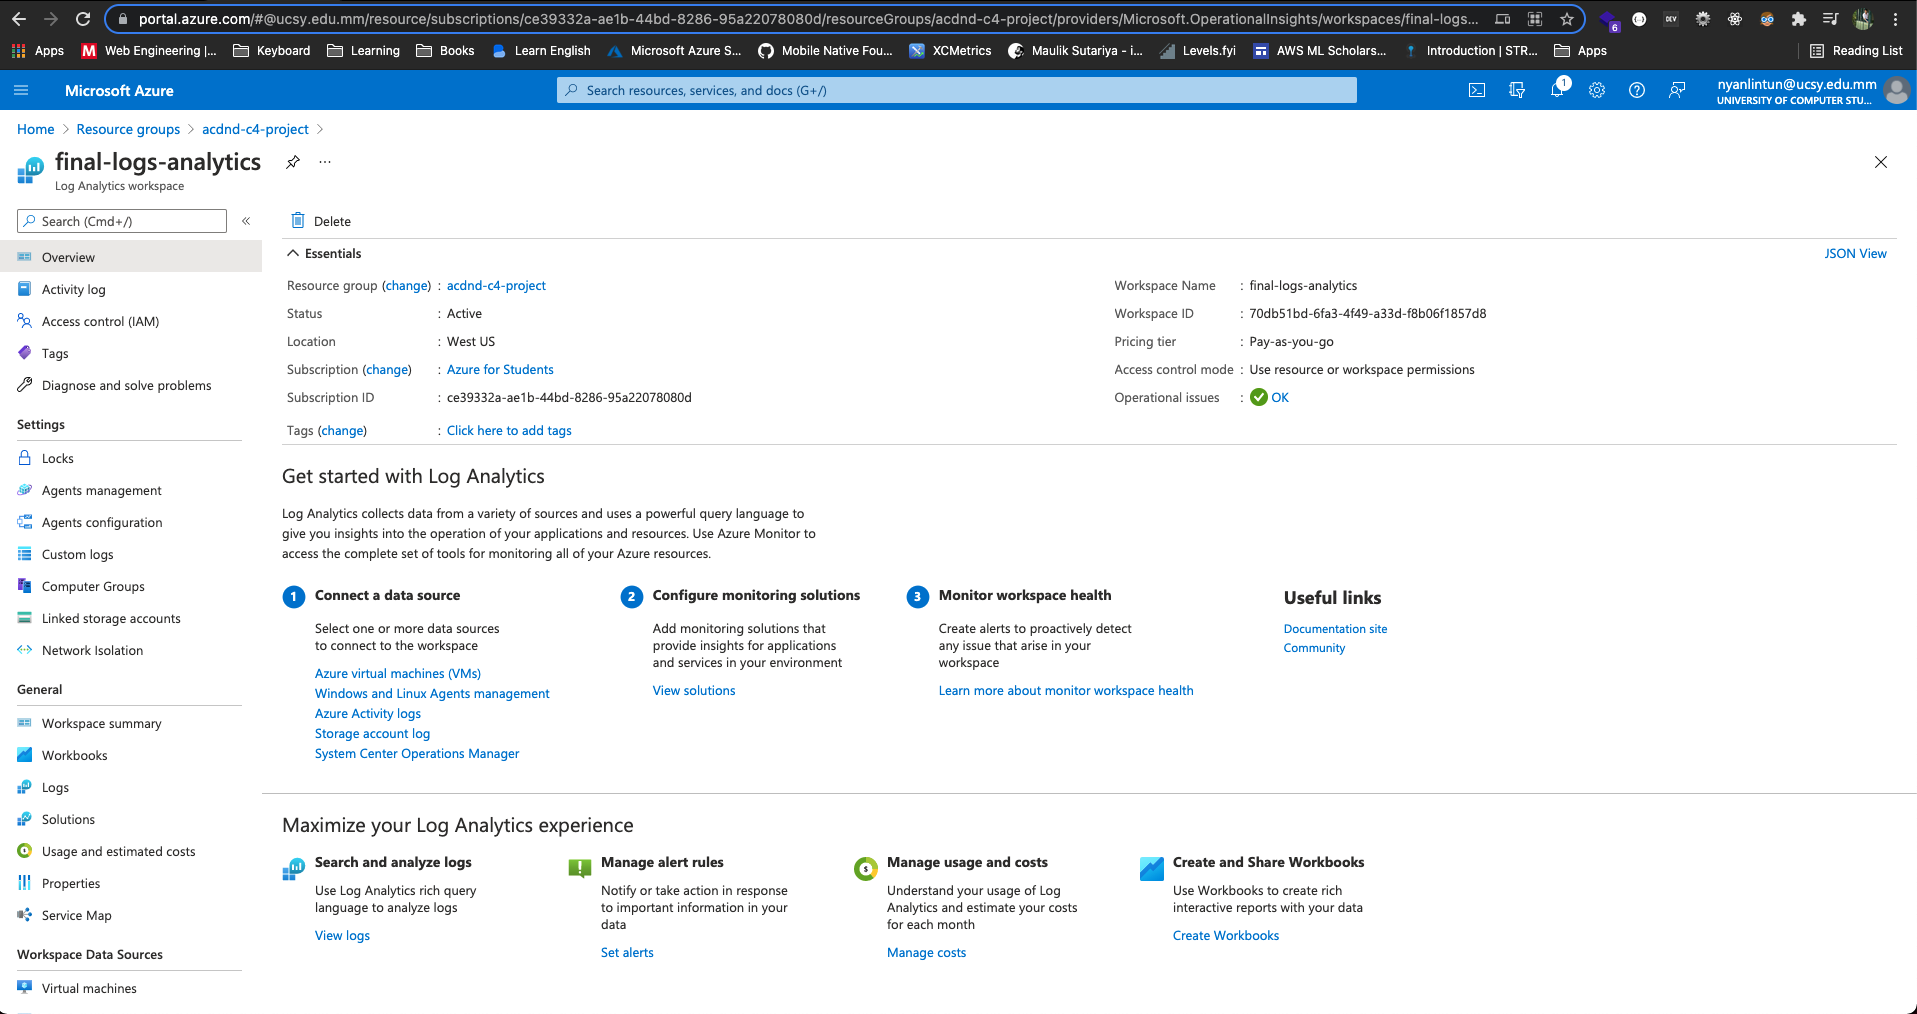 portal.azure.com/#@ucsy.edu.mm/resource/subscriptions/ce39332a-ae1b-44bd-8286-95a22078080d/resourceGroups/acdnd-c4-project/providers/Microsoft.OperationalInsights/workspaces/final-logs...
6
DEV
Apps
M Web Engineering |...
Keyboard
Learning
Books
Learn English
Microsoft Azure S...
Mobile Native Fou...
XCMetrics
Maulik Sutariya - i...
Levels.fyi
AWS ML Scholars...
Introduction | STR...
Apps
Reading List
Microsoft Azure
Search resources, services, and docs (G+/)
1
nyanlintun@ucsy.edu.mm
UNIVERSITY OF COMPUTER STU...
Home > Resource groups > acdnd-c4-project >
final-logs-analytics
...
Log Analytics workspace
Search (Cmd+/)
«
Overview
Activity log
Access control (IAM)
Tags
Diagnose and solve problems
Settings
Locks
Agents management
Agents configuration
Custom logs
Computer Groups
Linked storage accounts
Network Isolation
General
Workspace summary
Workbooks
Logs
Solutions
Usage and estimated costs
Properties
Service Map
Workspace Data Sources
Virtual machines
Delete
Essentials
JSON View
Resource group (change) : acdnd-c4-project
Status : Active
Location : West US
Subscription (change) : Azure for Students
Subscription ID : ce39332a-ae1b-44bd-8286-95a22078080d
Tags (change) : Click here to add tags
Workspace Name : final-logs-analytics
Workspace ID : 70db51bd-6fa3-4f49-a33d-f8b06f1857d8
Pricing tier : Pay-as-you-go
Access control mode : Use resource or workspace permissions
Operational issues : OK
Get started with Log Analytics
Log Analytics collects data from a variety of sources and uses a powerful query language to
give you insights into the operation of your applications and resources. Use Azure Monitor to
access the complete set of tools for monitoring all of your Azure resources.
1 Connect a data source
Select one or more data sources
to connect to the workspace
Azure virtual machines (VMs)
Windows and Linux Agents management
Azure Activity logs
Storage account log
System Center Operations Manager
2 Configure monitoring solutions
Add monitoring solutions that
provide insights for applications
and services in your environment
View solutions
3 Monitor workspace health
Create alerts to proactively detect
any issue that arise in your
workspace
Learn more about monitor workspace health
Useful links
Documentation site
Community
Maximize your Log Analytics experience
Search and analyze logs
Use Log Analytics rich query
language to analyze logs
View logs
Manage alert rules
Notify or take action in response
to important information in your
data
Set alerts
Manage usage and costs
Understand your usage of Log
Analytics and estimate your costs
for each month
Manage costs
Create and Share Workbooks
Use Workbooks to create rich
interactive reports with your data
Create Workbooks